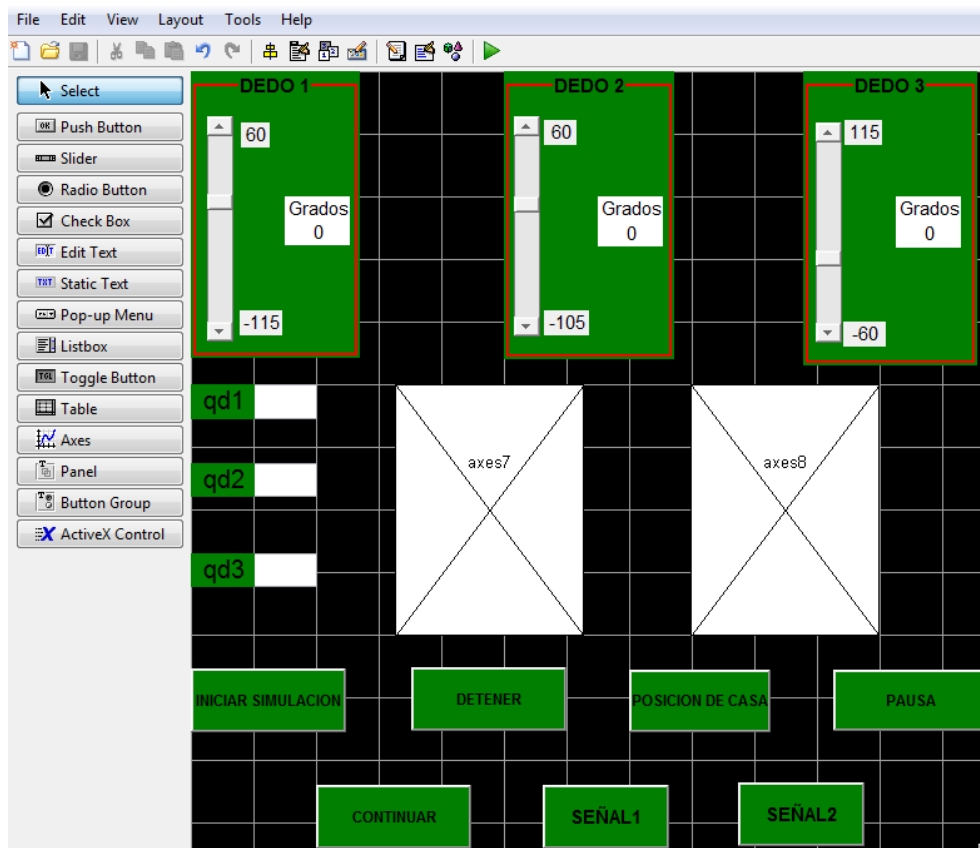 File Edit View Layout Tools Help
Select
Push Button
Slider
Radio Button
Check Box
Edit Text
Static Text
Pop-up Menu
Listbox
Toggle Button
Table
Axes
Panel
Button Group
ActiveX Control
DEDO 1
60
Grados
0
-115
DEDO 2
60
Grados
0
-105
DEDO 3
115
Grados
0
-60
qd1
qd2
qd3
axes7
axes8
INICIAR SIMULACION
DETENER
POSICION DE CASA
PAUSA
CONTINUAR
SEÑAL1
SEÑAL2